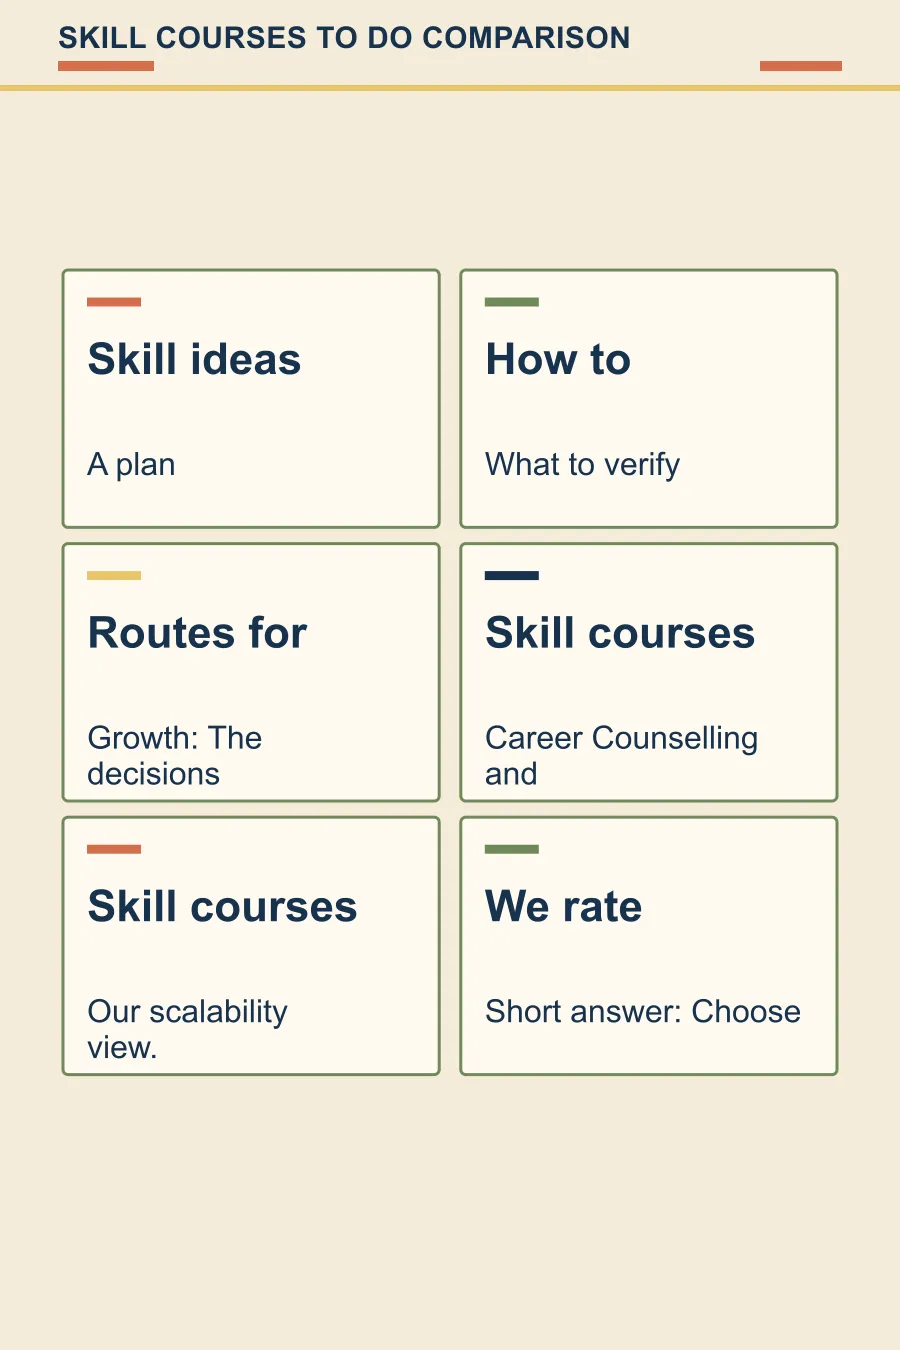 SKILL COURSES TO DO COMPARISON
Skill ideas
A plan
How to
What to verify
Routes for
Growth: The
decisions
Skill courses
Career Counselling
and
Skill courses
Our scalability
view.
We rate
Short answer: Choose